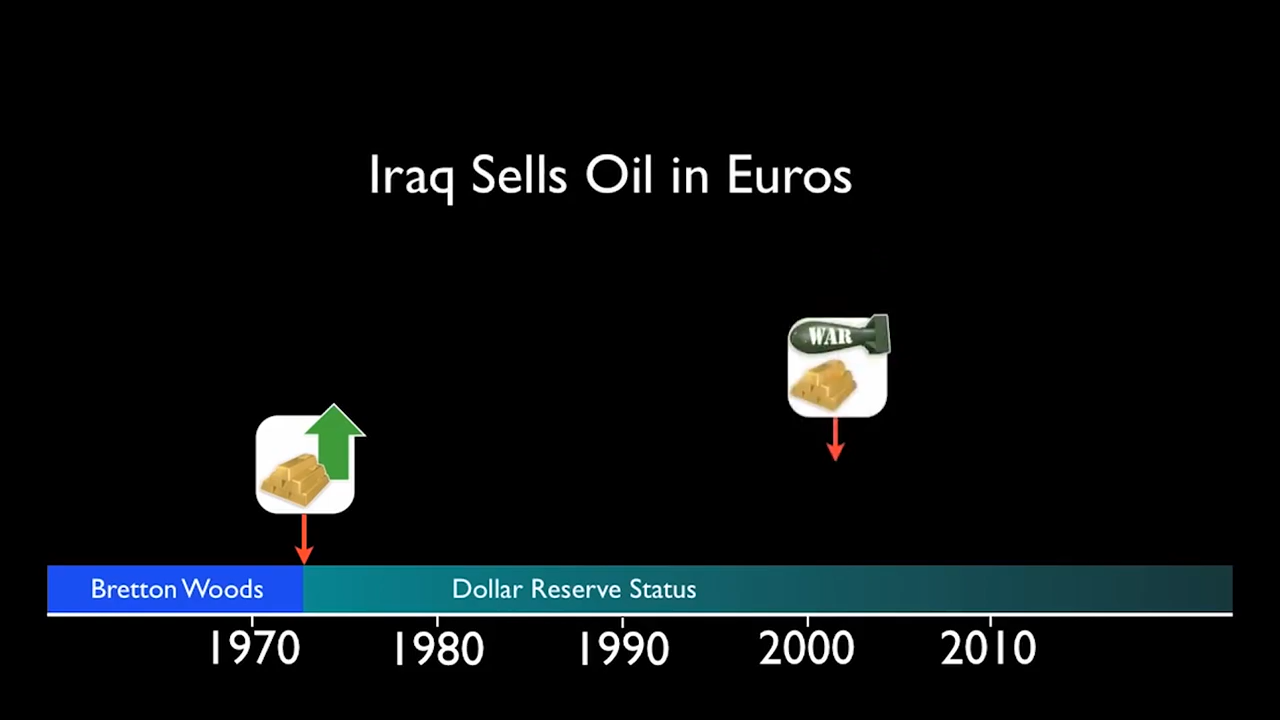 Iraq Sells Oil in Euros
WAR
Bretton Woods
Dollar Reserve Status
1970
1980
1990
2000
2010